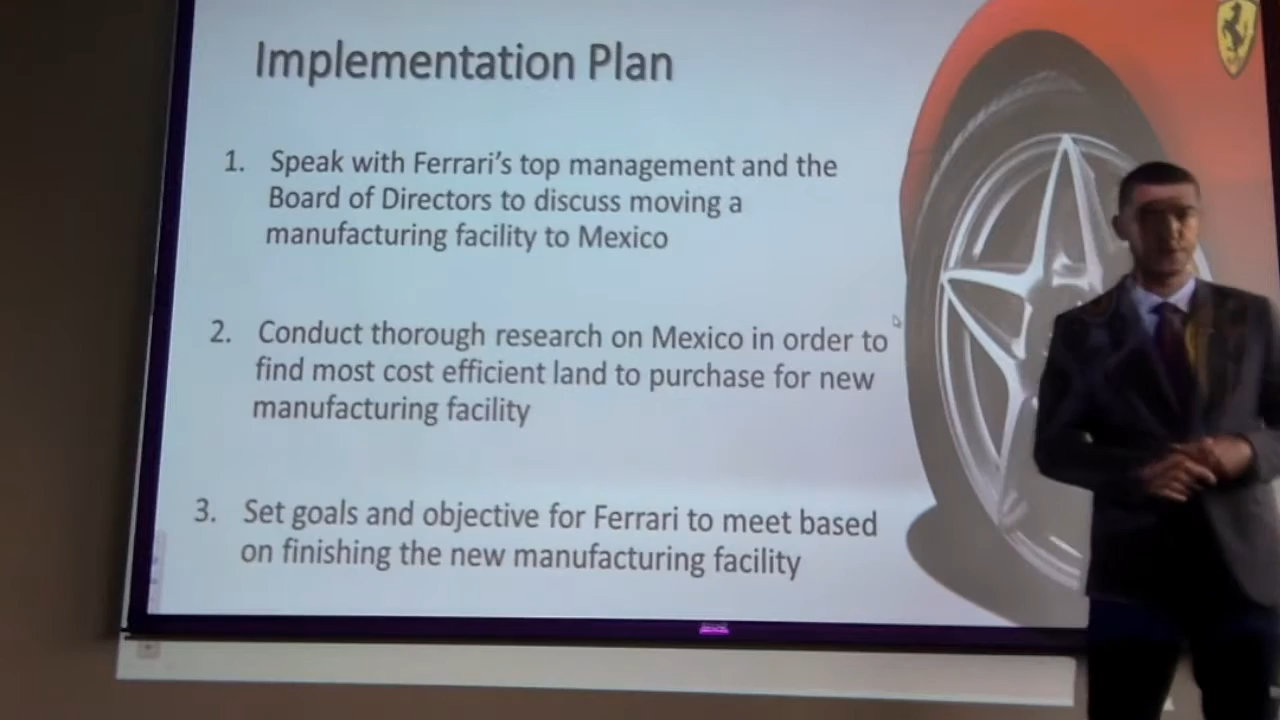 Implementation Plan
1. Speak with Ferrari's top management and the
Board of Directors to discuss moving a
manufacturing facility to Mexico
2. Conduct thorough research on Mexico in order to
find most cost efficient land to purchase for new
manufacturing facility
3. Set goals and objective for Ferrari to meet based
on finishing the new manufacturing facility